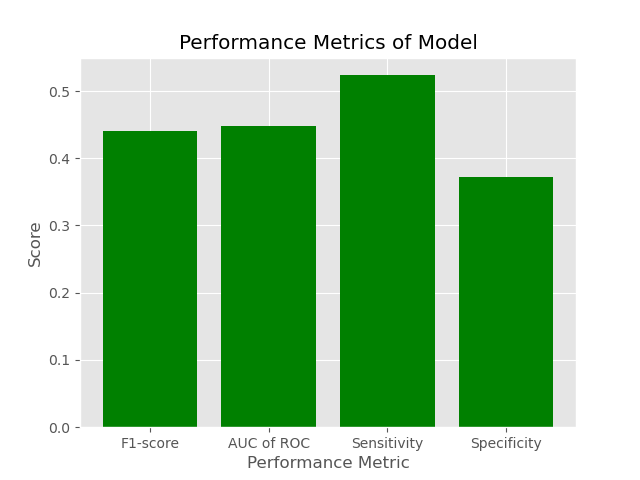 Performance Metrics of Model
Score
0.5
0.4
0.3
0.2
0.1
0.0
F1-score AUC of ROC Sensitivity Specificity
Performance Metric